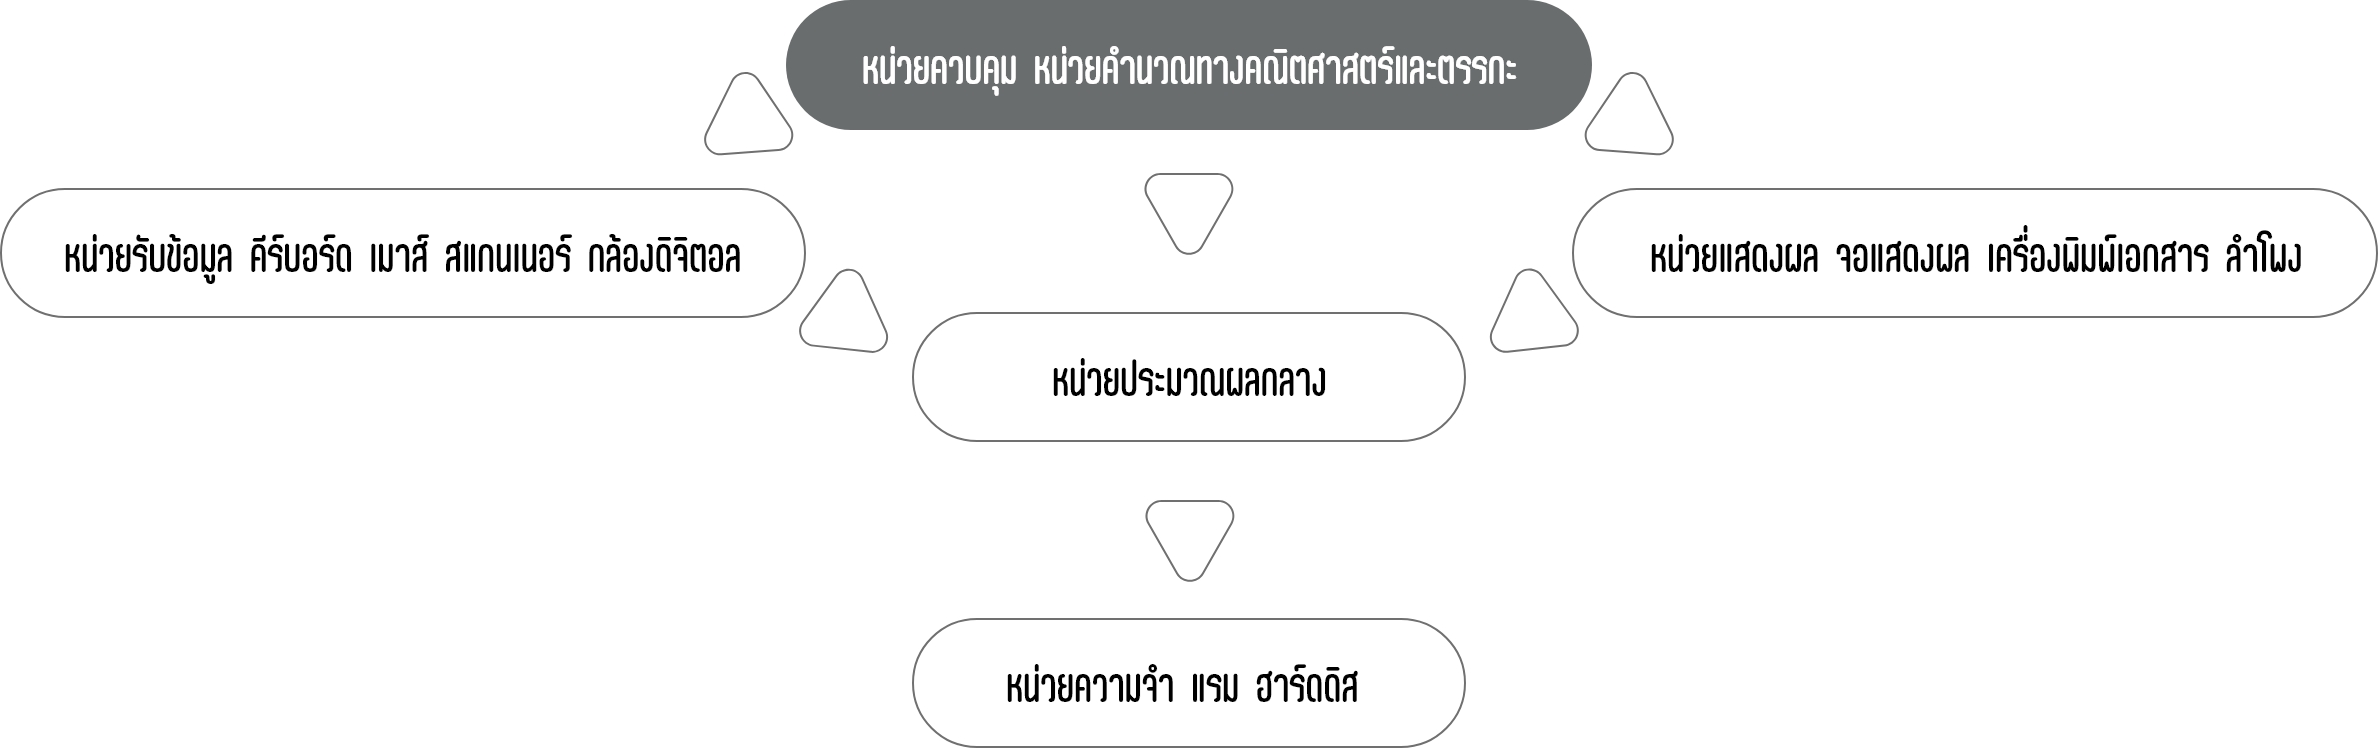 หน่วยควบคุม หน่วยคำนวณทางคณิตศาสตร์และตรรกะ
หน่วยรับข้อมูล คีร์บอร์ด เมาส์ สแกนเนอร์ กล้องดิจิตอล
หน่วยแสดงผล จอแสดงผล เครื่องพิมพ์เอกสาร ลำโพง
หน่วยประมวณผลกลาง
หน่วยความจำ แรม ฮาร์ดดิส